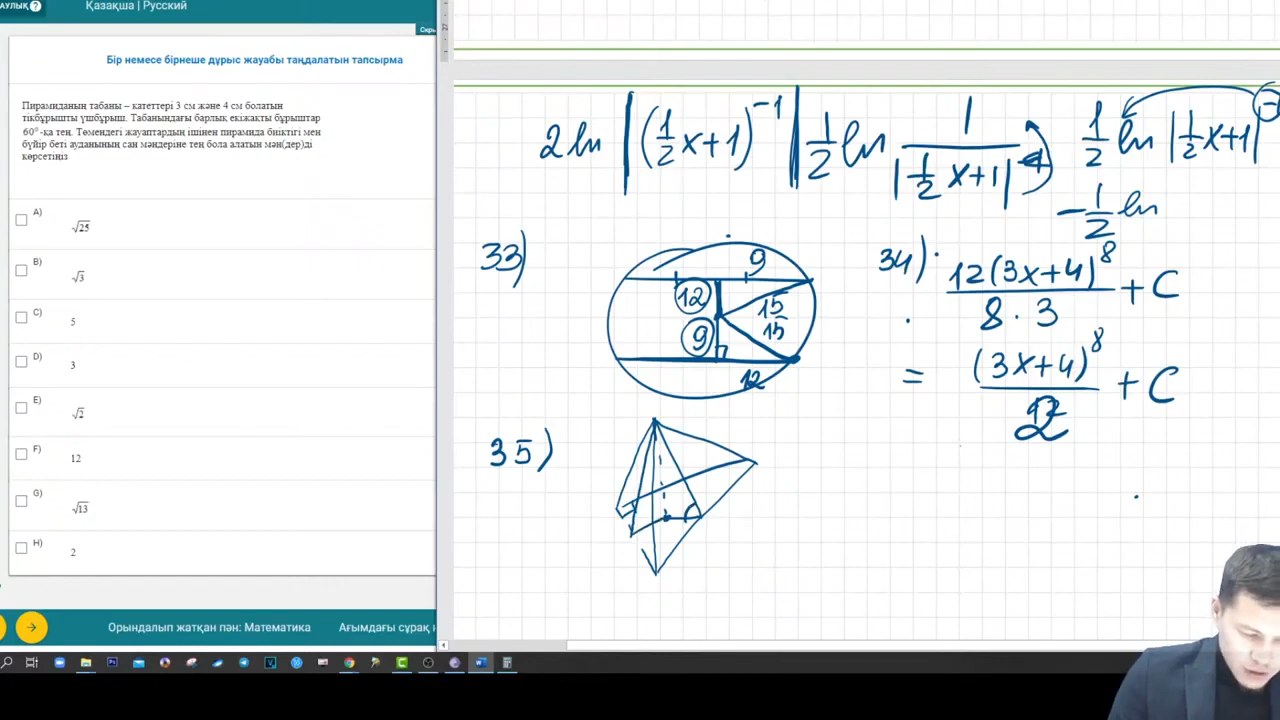 АУЛЫҚ ?
Қазақша | Русский
Скры
Бір немесе бірнеше дұрыс жауабы таңдалатын тапсырма
Пирамиданың табаны – катеттері 3 см және 4 см болатын
тікбұрышты үшбұрыш. Табанындағы барлық екіжақты бұрыштар
60°-қа тең. Төмендегі жауаптардың ішінен пирамида биіктігі мен
бүйір беті ауданының сан мәндеріне тең бола алатын мән(дер)ді
көрсетіңіз
A) √25
B) √3
C) 5
D) 3
E) √2
F) 12
G) √13
H) 2
Орындалып жатқан пән: Математика
Ағымдағы сұрақ
2 ln |(1/2 x+1)^-1|
1/2 ln 1/|1/2 x+1|
1/2 ln |1/2 x+1|^-
-1/2 ln
33)
9
12
15
15
9
12
34) 12(3x+4)^8 / 8·3 + C
= (3x+4)^8 / 2 + C
35)